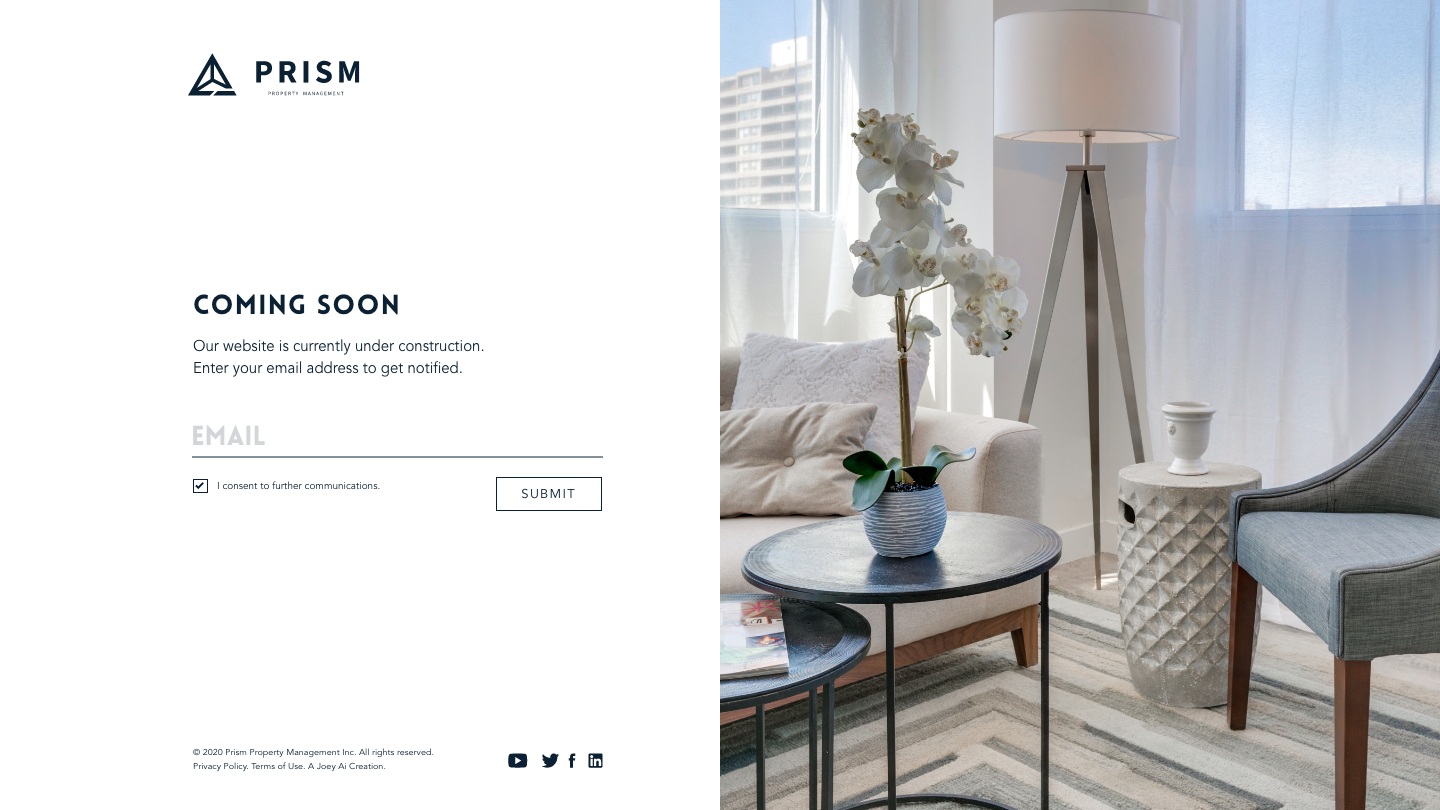 PRISM
PROPERTY MANAGEMENT
COMING SOON
Our website is currently under construction.
Enter your email address to get notified.
EMAIL
I consent to further communications.
SUBMIT
© 2020 Prism Property Management Inc. All rights reserved.
Privacy Policy. Terms of Use. A Joey Ai Creation.